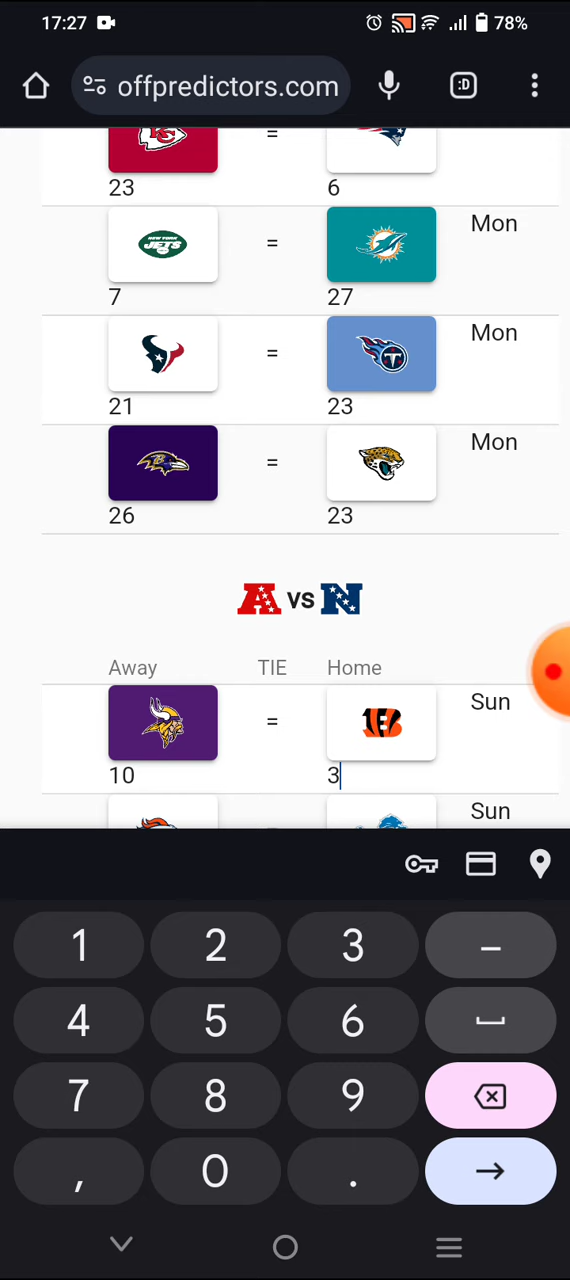 17:27 78%
offpredictors.com :D
KC = 
23 6
NEW YORK JETS = Mon
7 27
= T Mon
21 23
B = Mon
26 23
A vs N
Away TIE Home
= B Sun
10 3
Sun
1 2 3 –
4 5 6
7 8 9
, 0 .